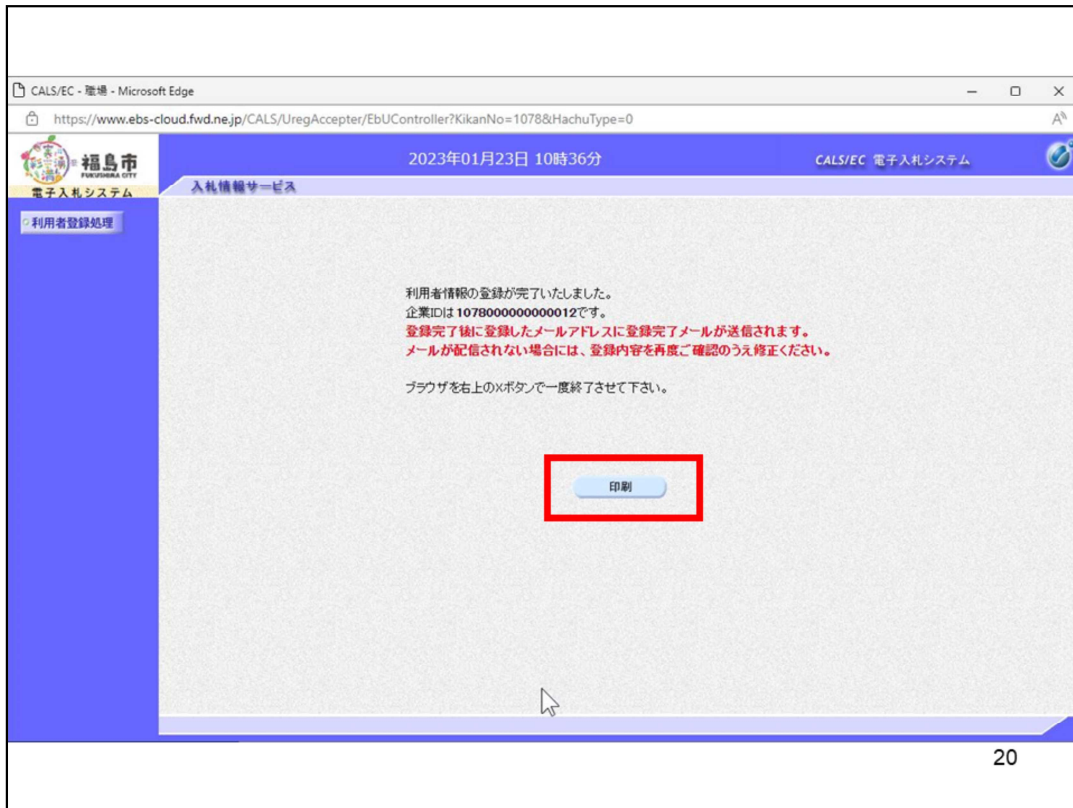 CALS/EC - 職場 - Microsoft Edge
https://www.ebs-cloud.fwd.ne.jp/CALS/UregAccepter/EbUController?KikanNo=1078&HachuType=0
福島市
FUKUSHIMA CITY
電子入札システム
2023年01月23日 10時36分
CALS/EC 電子入札システム
入札情報サービス
利用者登録処理
利用者情報の登録が完了いたしました。
企業IDは1078000000000012です。
登録完了後に登録したメールアドレスに登録完了メールが送信されます。
メールが配信されない場合には、登録内容を再度ご確認のうえ修正ください。
ブラウザを右上の×ボタンで一度終了させて下さい。
印刷
20